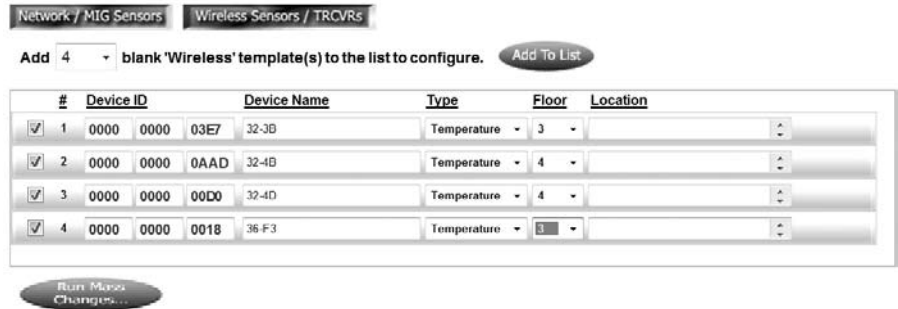 Network / MIG Sensors Wireless Sensors / TRCVRs
Add 4 blank 'Wireless' template(s) to the list to configure. Add To List
# Device ID Device Name Type Floor Location
1 0000 0000 03E7 32-3B Temperature 3
2 0000 0000 0AAD 32-4B Temperature 4
3 0000 0000 00D0 32-4D Temperature 4
4 0000 0000 0018 36-F3 Temperature 3
Run Mass
Changes...